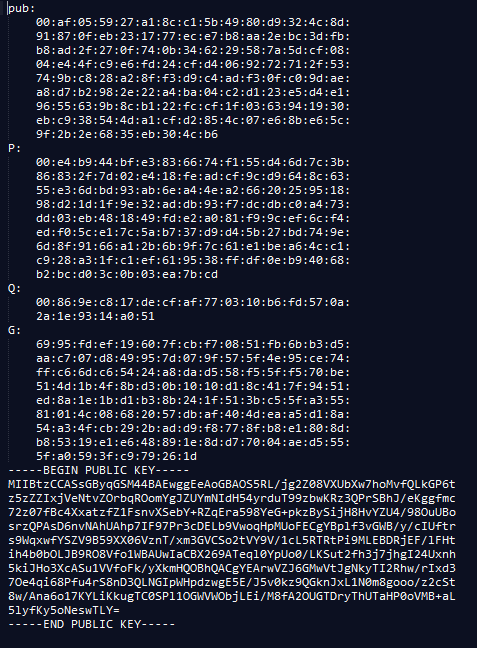 pub:
00:af:05:59:27:a1:8c:c1:5b:49:80:d9:32:4c:8d:
91:87:0f:eb:23:17:77:ec:e7:b8:aa:2e:bc:3d:fb:
b8:ad:2f:27:0f:74:0b:34:62:29:58:7a:5d:cf:08:
04:e4:4f:c9:e6:fd:24:cf:d4:06:92:72:71:2f:53:
74:9b:c8:28:a2:8f:f3:d9:c4:ad:f3:0f:c0:9d:ae:
a8:d7:b2:98:2e:22:a4:ba:04:c2:d1:23:e5:d4:e1:
96:55:63:9b:8c:b1:22:fc:cf:1f:03:63:94:19:30:
eb:c9:38:54:4d:a1:cf:d2:85:4c:07:e6:8b:e6:5c:
9f:2b:2e:68:35:eb:30:4c:b6
P:
00:e4:b9:44:bf:e3:83:66:74:f1:55:d4:6d:7c:3b:
86:83:2f:7d:02:e4:18:fe:ad:cf:9c:d9:64:8c:63:
55:e3:6d:bd:93:ab:6e:a4:4e:a2:66:20:25:95:18:
98:d2:1d:1f:9e:32:ad:db:93:f7:dc:db:c0:a4:73:
dd:03:eb:48:18:49:fd:e2:a0:81:f9:9c:ef:6c:f4:
ed:f0:5c:e1:7c:5a:b7:37:d9:d4:5b:27:bd:74:9e:
6d:8f:91:66:a1:2b:6b:9f:7c:61:e1:be:a6:4c:c1:
c9:28:a3:1f:c1:ef:61:95:38:ff:df:0e:b9:40:68:
b2:bc:d0:3c:0b:03:ea:7b:cd
Q:
00:86:9e:c8:17:de:cf:af:77:03:10:b6:fd:57:0a:
2a:1e:93:14:a0:51
G:
69:95:fd:ef:19:60:7f:cb:f7:08:51:fb:6b:b3:d5:
aa:c7:07:d8:49:95:7d:07:9f:57:5f:4e:95:ce:74:
ff:c6:6d:c6:54:24:a8:da:d5:58:f5:5f:f5:70:be:
51:4d:1b:4f:8b:d3:0b:10:10:d1:8c:41:7f:94:51:
ed:8a:1e:1b:d1:b3:8b:24:1f:51:3b:c5:5f:a3:55:
81:01:4c:08:68:20:57:db:af:40:4d:ea:a5:d1:8a:
54:a3:4f:cb:29:2b:ad:d9:f8:77:8f:b8:e1:80:8d:
b8:53:19:e1:e6:48:89:1e:8d:d7:70:04:ae:d5:55:
5f:a0:59:3f:c9:79:26:1d
-----BEGIN PUBLIC KEY-----
MIIBtzCCASsGByqGSM44BAEwggEeAoGBAOS5RL/jg2Z08VXUbXw7hoMvfQLkGP6t
z5zZZIxjVeNtvZOrbqROomYgJZUYmNIdH54yrduT99zbwKRz3QPrSBhJ/eKggfmc
72z07fBc4XxatzfZ1FsnvXSebY+RZqEra598YeG+pkzBySijH8HvYZU4/98OuUBo
srzQPAsD6nvNAhUAhp7IF97Pr3cDELb9VwoqHpMUoFECgYBplf3vGWB/y/cIUftr
s9WqxwfYSZV9B59XX06VznT/xm3GVCSo2tVY9V/1cL5RTRtPi9MLEBDRjEF/lFHt
ih4b0bOLJB9RO8Vfo1WBAUwIaCBX269ATeql0YpUo0/LKSut2fh3j7jhgI24Uxnh
5kiJHo3XcASu1VVfoFk/yXkmHQOBhQACgYEArwVZJ6GMwVtJgNkyTI2Rhw/rIxd3
7Oe4qi68Pfu4rS8nD3QLNGIpWHpdzwgE5E/J5v0kz9QGknJxL1N0m8gooo/z2cSt
8w/Ana6o17KYLiKkugTC0SPl1OGWVWObjLEi/M8fA2OUGTDryThUTaHP0oVMB+aL
5lyfKy5oNeswTLY=
-----END PUBLIC KEY-----